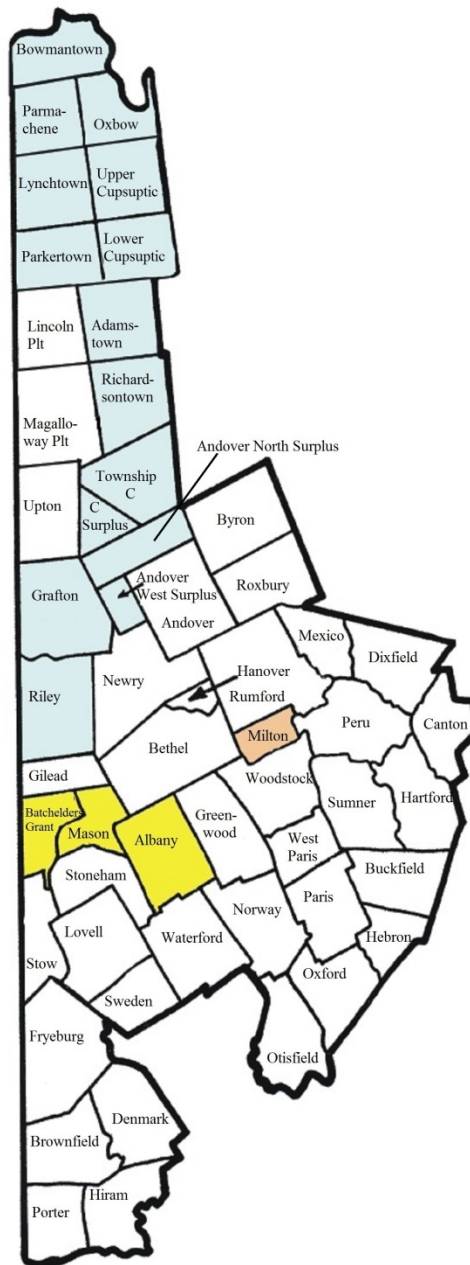 Bowmantown
Parma-
chene
Oxbow
Lynchtown
Upper
Cupsuptic
Parkertown
Lower
Cupsuptic
Lincoln
Plt
Adams-
town
Richard-
sontown
Magallo-
way Plt
Andover North Surplus
Township
C
Upton
C
Surplus
Byron
Andover
West Surplus
Grafton
Andover
Roxbury
Mexico
Dixfield
Newry
Hanover
Riley
Rumford
Peru
Canton
Milton
Bethel
Gilead
Woodstock
Hartford
Batchelders
Grant
Mason
Albany
Green-
wood
Sumner
West
Paris
Stoneham
Buckfield
Paris
Norway
Lovell
Waterford
Hebron
Stow
Oxford
Sweden
Fryeburg
Otisfield
Denmark
Brownfield
Hiram
Porter